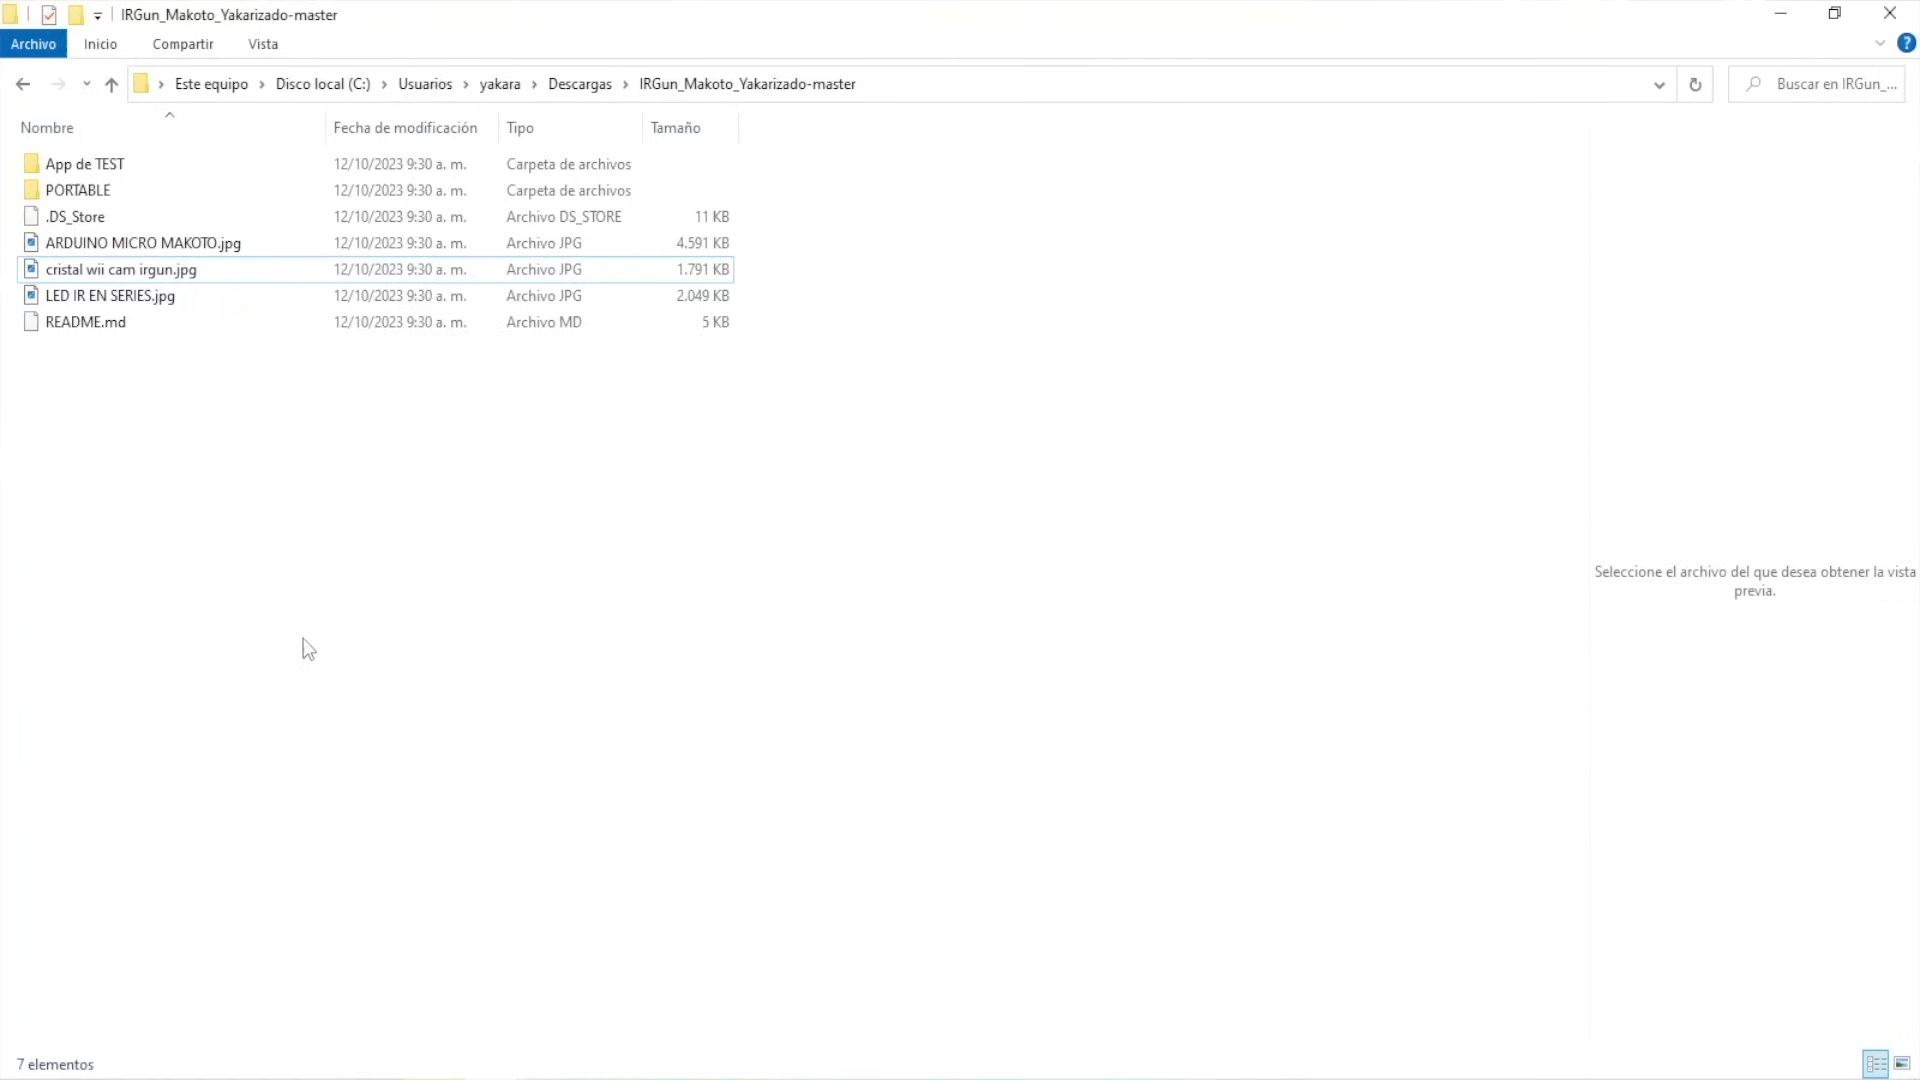 IRGun_Makoto_Yakarizado-master
Archivo Inicio Compartir Vista
Este equipo Disco local (C:) Usuarios yakara Descargas IRGun_Makoto_Yakarizado-master Buscar en IRGun_...
Nombre Fecha de modificación Tipo Tamaño
App de TEST 12/10/2023 9:30 a. m. Carpeta de archivos
PORTABLE 12/10/2023 9:30 a. m. Carpeta de archivos
.DS_Store 12/10/2023 9:30 a. m. Archivo DS_STORE 11 KB
ARDUINO MICRO MAKOTO.jpg 12/10/2023 9:30 a. m. Archivo JPG 4.591 KB
cristal wii cam irgun.jpg 12/10/2023 9:30 a. m. Archivo JPG 1.791 KB
LED IR EN SERIES.jpg 12/10/2023 9:30 a. m. Archivo JPG 2.049 KB
README.md 12/10/2023 9:30 a. m. Archivo MD 5 KB
Seleccione el archivo del que desea obtener la vista
previa.
7 elementos